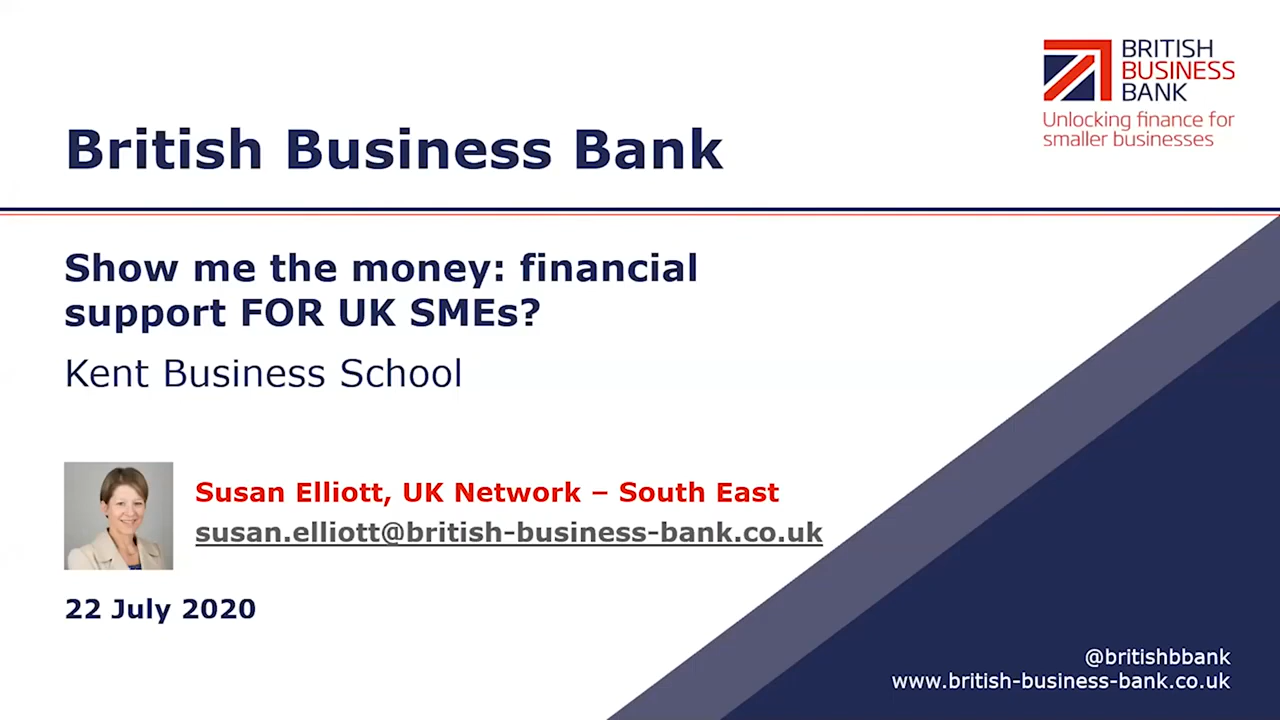 BRITISH
BUSINESS
BANK
Unlocking finance for
smaller businesses
British Business Bank
Show me the money: financial
support FOR UK SMEs?
Kent Business School
Susan Elliott, UK Network – South East
susan.elliott@british-business-bank.co.uk
22 July 2020
@britishbbank
www.british-business-bank.co.uk